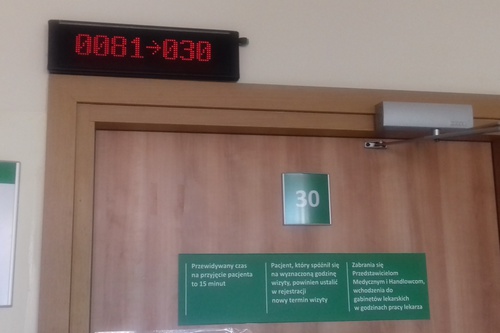 0081→030
30
Przewidywany czas
na przyjęcie pacjenta
to 15 minut
Pacjent, który spóźnił się
na wyznaczoną godzinę
wizyty, powinien ustalić
w rejestracji
nowy termin wizyty
Zabrania się
Przedstawicielom
Medycznym i Handlowcom,
wchodzenia do
gabinetów lekarskich
w godzinach pracy lekarza